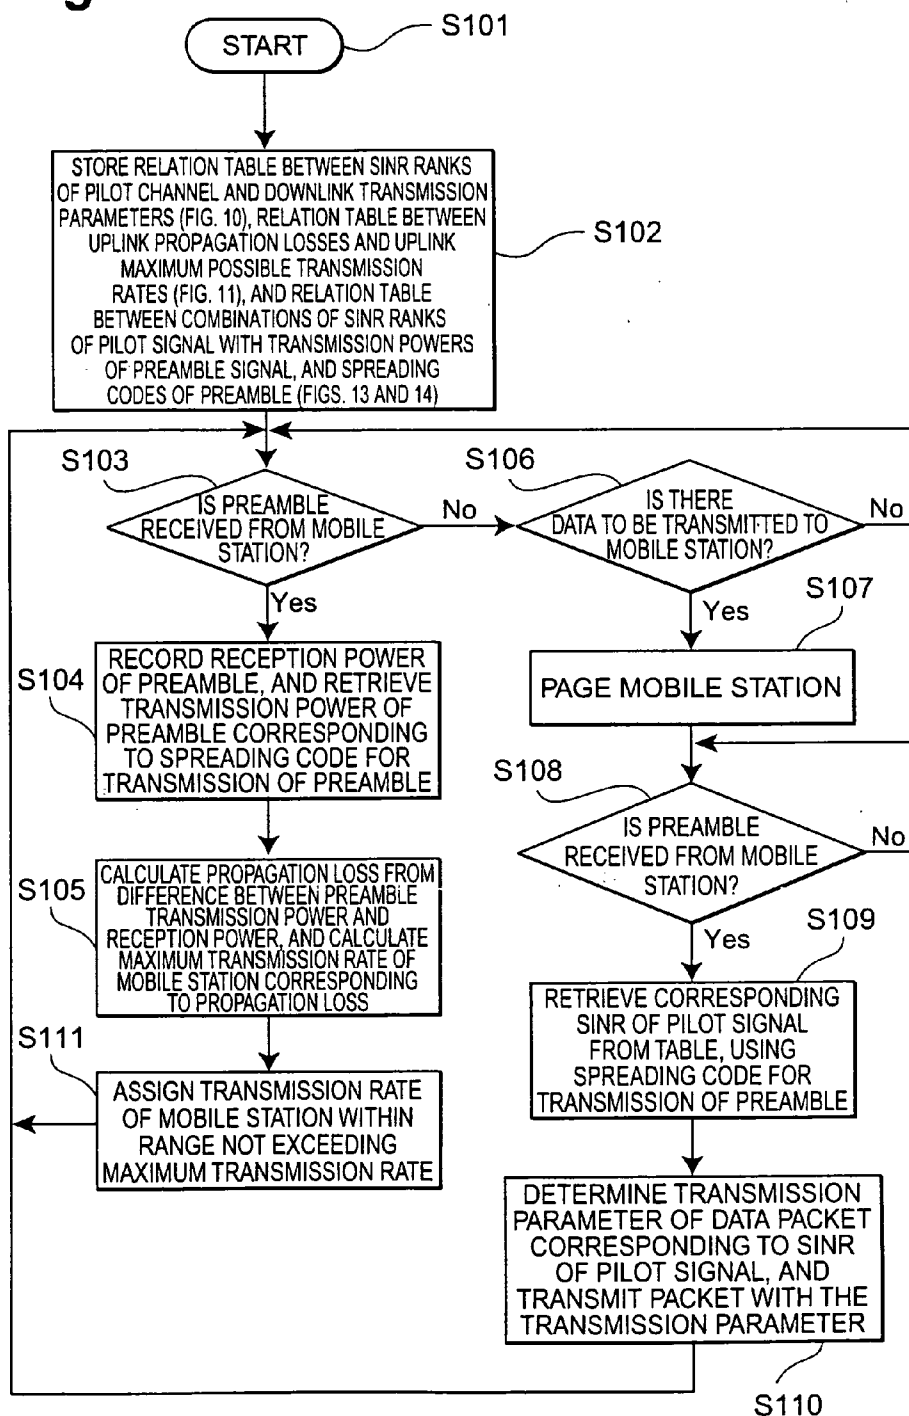 START
S101
STORE RELATION TABLE BETWEEN SINR RANKS
OF PILOT CHANNEL AND DOWNLINK TRANSMISSION
PARAMETERS (FIG. 10), RELATION TABLE BETWEEN
UPLINK PROPAGATION LOSSES AND UPLINK
MAXIMUM POSSIBLE TRANSMISSION
RATES (FIG. 11), AND RELATION TABLE
BETWEEN COMBINATIONS OF SINR RANKS
OF PILOT SIGNAL WITH TRANSMISSION POWERS
OF PREAMBLE SIGNAL, AND SPREADING
CODES OF PREAMBLE (FIGS. 13 AND 14)
S102
S103
IS PREAMBLE
RECEIVED FROM MOBILE
STATION?
No
Yes
S104
RECORD RECEPTION POWER
OF PREAMBLE, AND RETRIEVE
TRANSMISSION POWER OF
PREAMBLE CORRESPONDING
TO SPREADING CODE FOR
TRANSMISSION OF PREAMBLE
S105
CALCULATE PROPAGATION LOSS FROM
DIFFERENCE BETWEEN PREAMBLE
TRANSMISSION POWER AND
RECEPTION POWER, AND CALCULATE
MAXIMUM TRANSMISSION RATE OF
MOBILE STATION CORRESPONDING
TO PROPAGATION LOSS
S111
ASSIGN TRANSMISSION RATE
OF MOBILE STATION WITHIN
RANGE NOT EXCEEDING
MAXIMUM TRANSMISSION RATE
S106
IS THERE
DATA TO BE TRANSMITTED TO
MOBILE STATION?
No
Yes
S107
PAGE MOBILE STATION
S108
IS PREAMBLE
RECEIVED FROM MOBILE
STATION?
No
Yes
S109
RETRIEVE CORRESPONDING
SINR OF PILOT SIGNAL
FROM TABLE, USING
SPREADING CODE FOR
TRANSMISSION OF PREAMBLE
DETERMINE TRANSMISSION
PARAMETER OF DATA PACKET
CORRESPONDING TO SINR
OF PILOT SIGNAL, AND
TRANSMIT PACKET WITH THE
TRANSMISSION PARAMETER
S110